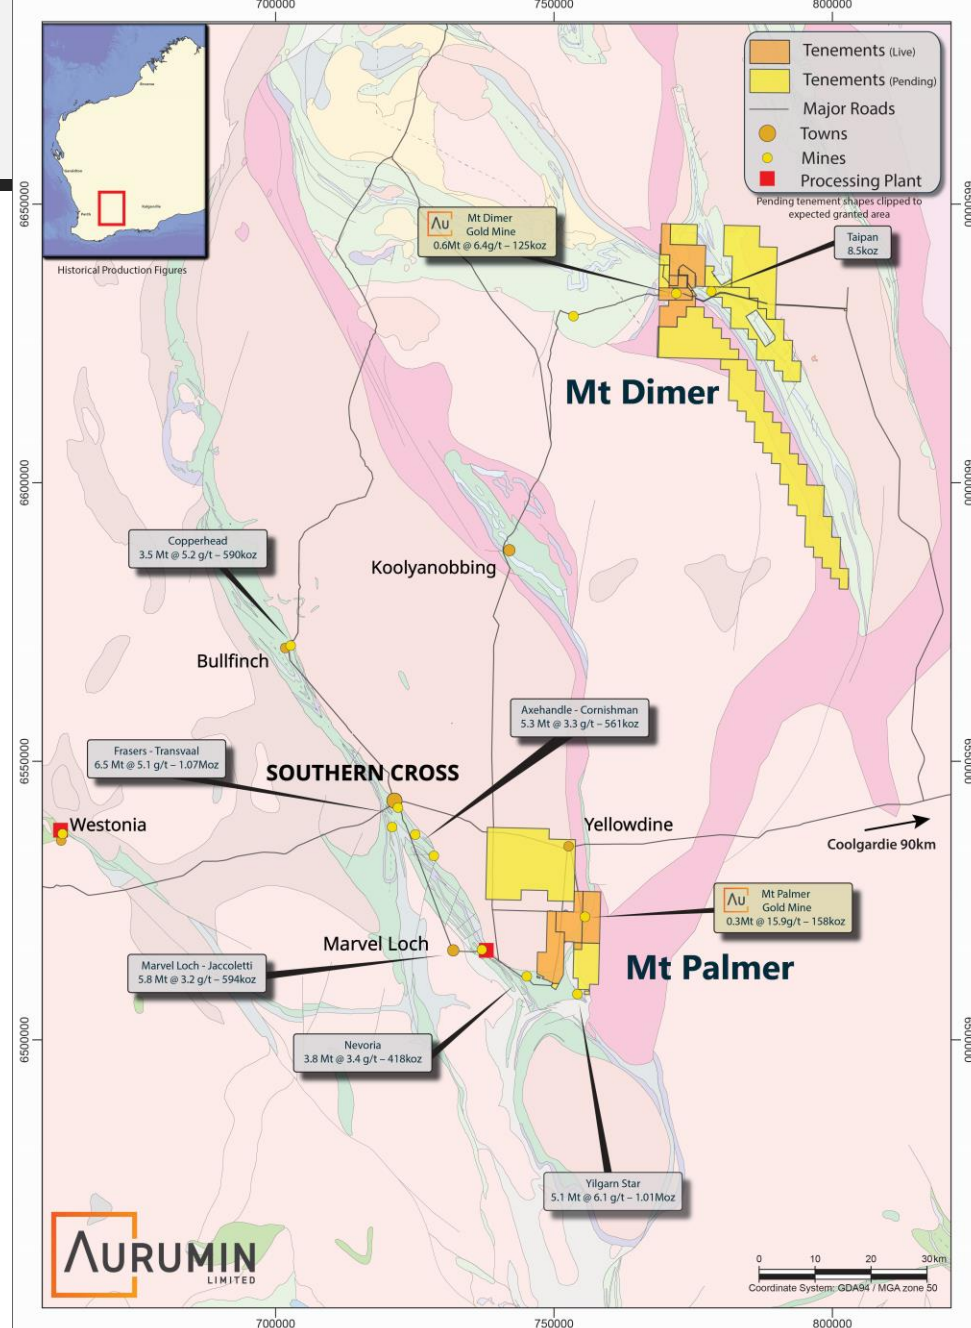 700000
750000
800000
Tenements (Live)
Tenements (Pending)
Major Roads
Towns
Mines
Processing Plant
Pending tenement shapes clipped to
expected granted area
Perth
Historical Production Figures
6650000
6650000
Mt Dimer
Gold Mine
0.6Mt @ 6.4g/t – 125koz
Taipan
8.5koz
Mt Dimer
6600000
6600000
Copperhead
3.5 Mt @ 5.2 g/t – 590koz
Koolyanobbing
Bullfinch
Axehandle - Cornishman
5.3 Mt @ 3.3 g/t – 561koz
Frasers - Transvaal
6.5 Mt @ 5.1 g/t – 1.07Moz
SOUTHERN CROSS
6550000
6550000
Westonia
Yellowdine
Coolgardie 90km
Mt Palmer
Gold Mine
0.3Mt @ 15.9g/t – 158koz
Marvel Loch
Marvel Loch - Jaccoletti
5.8 Mt @ 3.2 g/t – 594koz
Mt Palmer
6500000
6500000
Nevoria
3.8 Mt @ 3.4 g/t – 418koz
Yilgarn Star
5.1 Mt @ 6.1 g/t – 1.01Moz
AURUMIN
LIMITED
0 10 20 30km
Coordinate System: GDA94 / MGA zone 50
700000
750000
800000